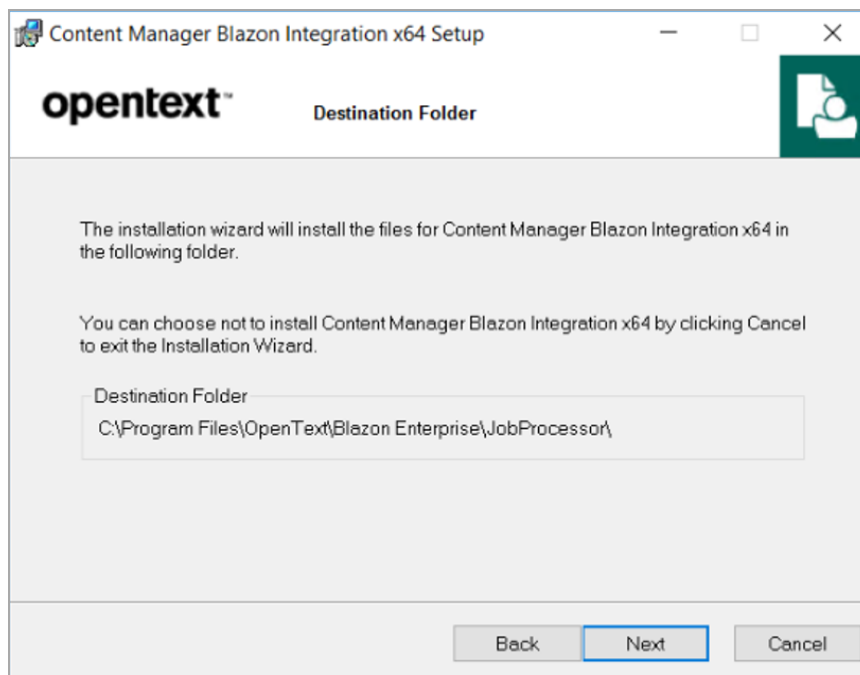 Content Manager Blazon Integration x64 Setup
opentext™
Destination Folder
The installation wizard will install the files for Content Manager Blazon Integration x64 in
the following folder.
You can choose not to install Content Manager Blazon Integration x64 by clicking Cancel
to exit the Installation Wizard.
Destination Folder
C:\Program Files\OpenText\Blazon Enterprise\JobProcessor\
Back
Next
Cancel